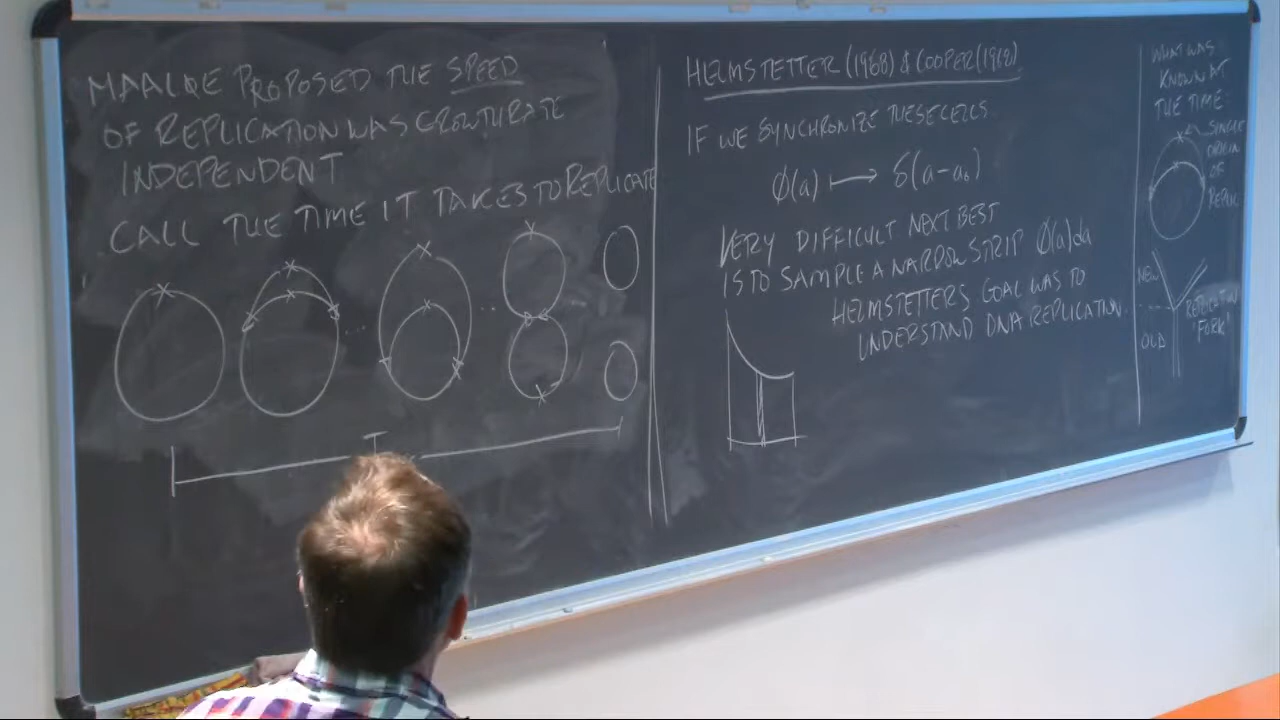 MAALOE PROPOSED THE SPEED
OF REPLICATION WAS GROWTH RATE
INDEPENDENT
CALL THE TIME IT TAKES TO REPLICATE
T
HELMSTETTER (1968) & COOPER (1968)
IF WE SYNCHRONIZE THESE CELLS
Φ(a) ↦ δ(a-a₀)
VERY DIFFICULT NEXT BEST
IS TO SAMPLE A NARROW STRIP Φ(a)da
HELMSTETTERS GOAL WAS TO
UNDERSTAND DNA REPLICATION.
WHAT WAS
KNOWN AT
THE TIME:
SINGLE
ORIGIN
OF
REPLIC
NEW
OLD
REPLICATION
'FORK'